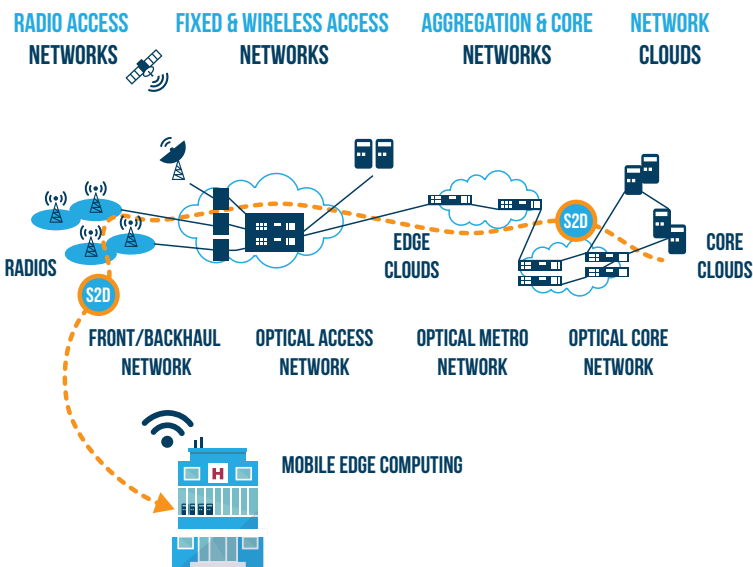 RADIO ACCESS
NETWORKS
FIXED & WIRELESS ACCESS
NETWORKS
AGGREGATION & CORE
NETWORKS
NETWORK
CLOUDS
S2D
EDGE
CLOUDS
CORE
CLOUDS
RADIOS
S2D
FRONT/BACKHAUL
NETWORK
OPTICAL ACCESS
NETWORK
OPTICAL METRO
NETWORK
OPTICAL CORE
NETWORK
MOBILE EDGE COMPUTING
H